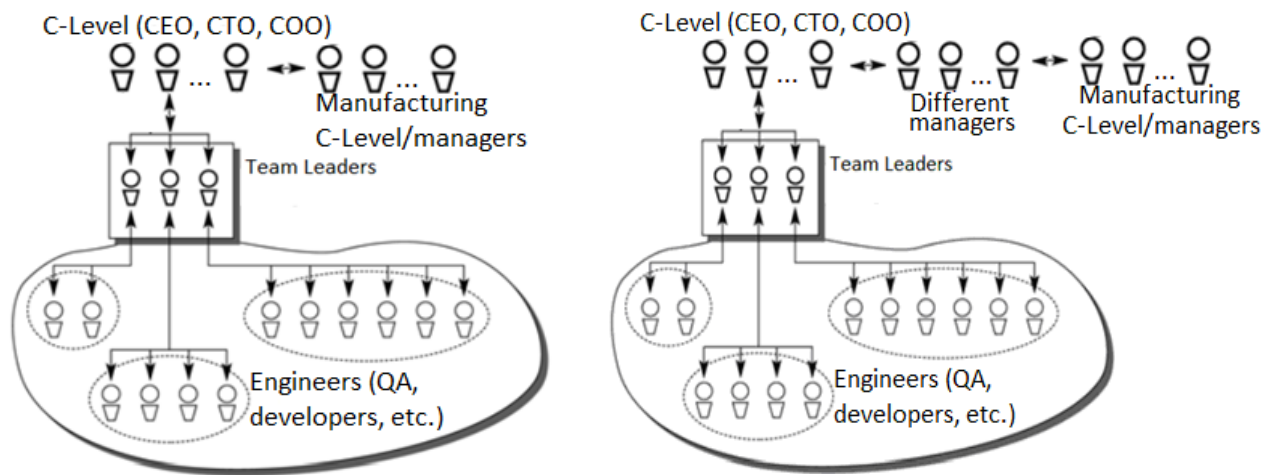 C-Level (CEO, CTO, COO)
...
...
Manufacturing
C-Level/managers
Team Leaders
Engineers (QA,
developers, etc.)
C-Level (CEO, CTO, COO)
...
...
...
Different
managers
Manufacturing
C-Level/managers
Team Leaders
Engineers (QA,
developers, etc.)